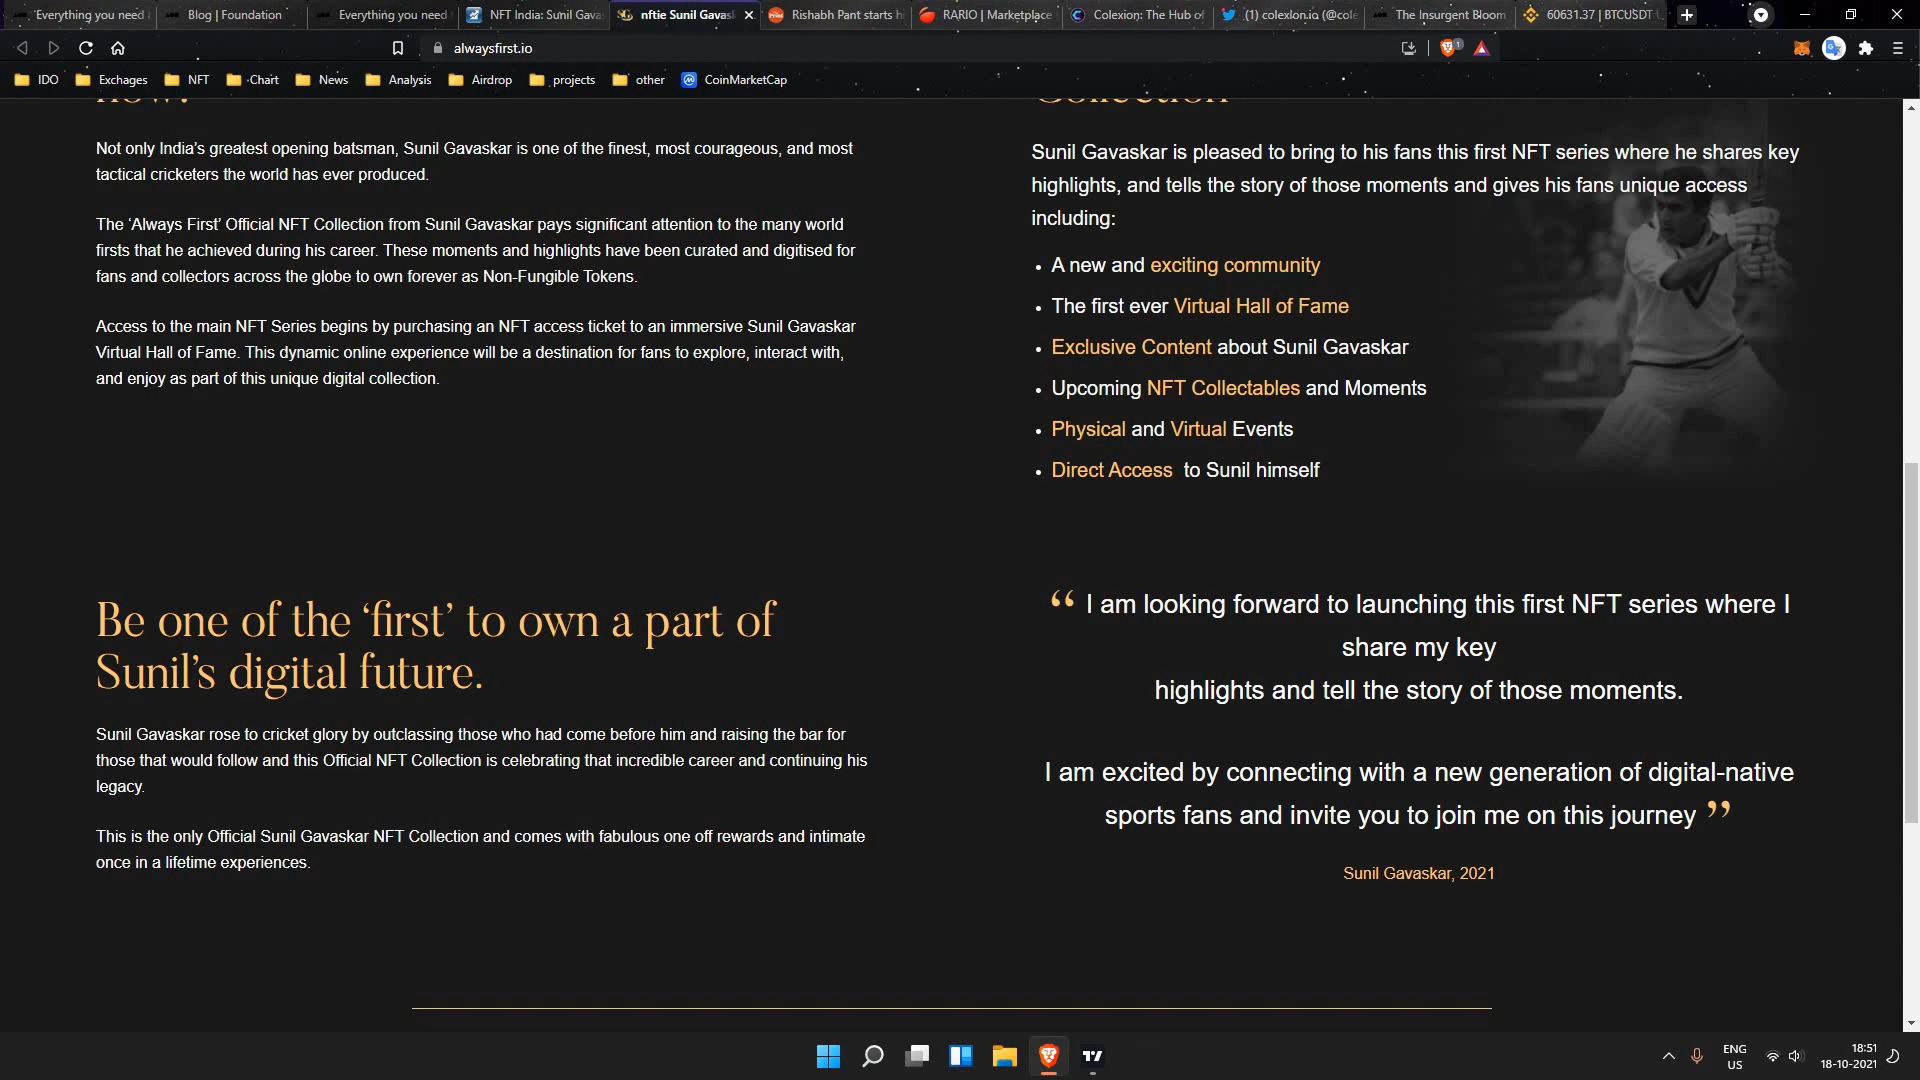 Everything you need
Blog | Foundation
Everything you need
NFT India: Sunil Gavas
nftie Sunil Gavas
Rishabh Pant starts h
RARIO | Marketplace
Colexion: The Hub of
(1) colexion.io (@cole
The Insurgent Bloom
60631.37 | BTCUSDT
alwaysfirst.io
1
IDO
Exchages
NFT
Chart
News
Analysis
Airdrop
projects
other
CoinMarketCap
now?
Collection
Not only India's greatest opening batsman, Sunil Gavaskar is one of the finest, most courageous, and most
tactical cricketers the world has ever produced.
The ‘Always First’ Official NFT Collection from Sunil Gavaskar pays significant attention to the many world
firsts that he achieved during his career. These moments and highlights have been curated and digitised for
fans and collectors across the globe to own forever as Non-Fungible Tokens.
Access to the main NFT Series begins by purchasing an NFT access ticket to an immersive Sunil Gavaskar
Virtual Hall of Fame. This dynamic online experience will be a destination for fans to explore, interact with,
and enjoy as part of this unique digital collection.
Sunil Gavaskar is pleased to bring to his fans this first NFT series where he shares key
highlights, and tells the story of those moments and gives his fans unique access
including:
• A new and exciting community
• The first ever Virtual Hall of Fame
• Exclusive Content about Sunil Gavaskar
• Upcoming NFT Collectables and Moments
• Physical and Virtual Events
• Direct Access to Sunil himself
Be one of the ‘first’ to own a part of
Sunil’s digital future.
Sunil Gavaskar rose to cricket glory by outclassing those who had come before him and raising the bar for
those that would follow and this Official NFT Collection is celebrating that incredible career and continuing his
legacy.
This is the only Official Sunil Gavaskar NFT Collection and comes with fabulous one off rewards and intimate
once in a lifetime experiences.
“ I am looking forward to launching this first NFT series where I
share my key
highlights and tell the story of those moments.
I am excited by connecting with a new generation of digital-native
sports fans and invite you to join me on this journey ”
Sunil Gavaskar, 2021
ENG
US
18:51
18-10-2021